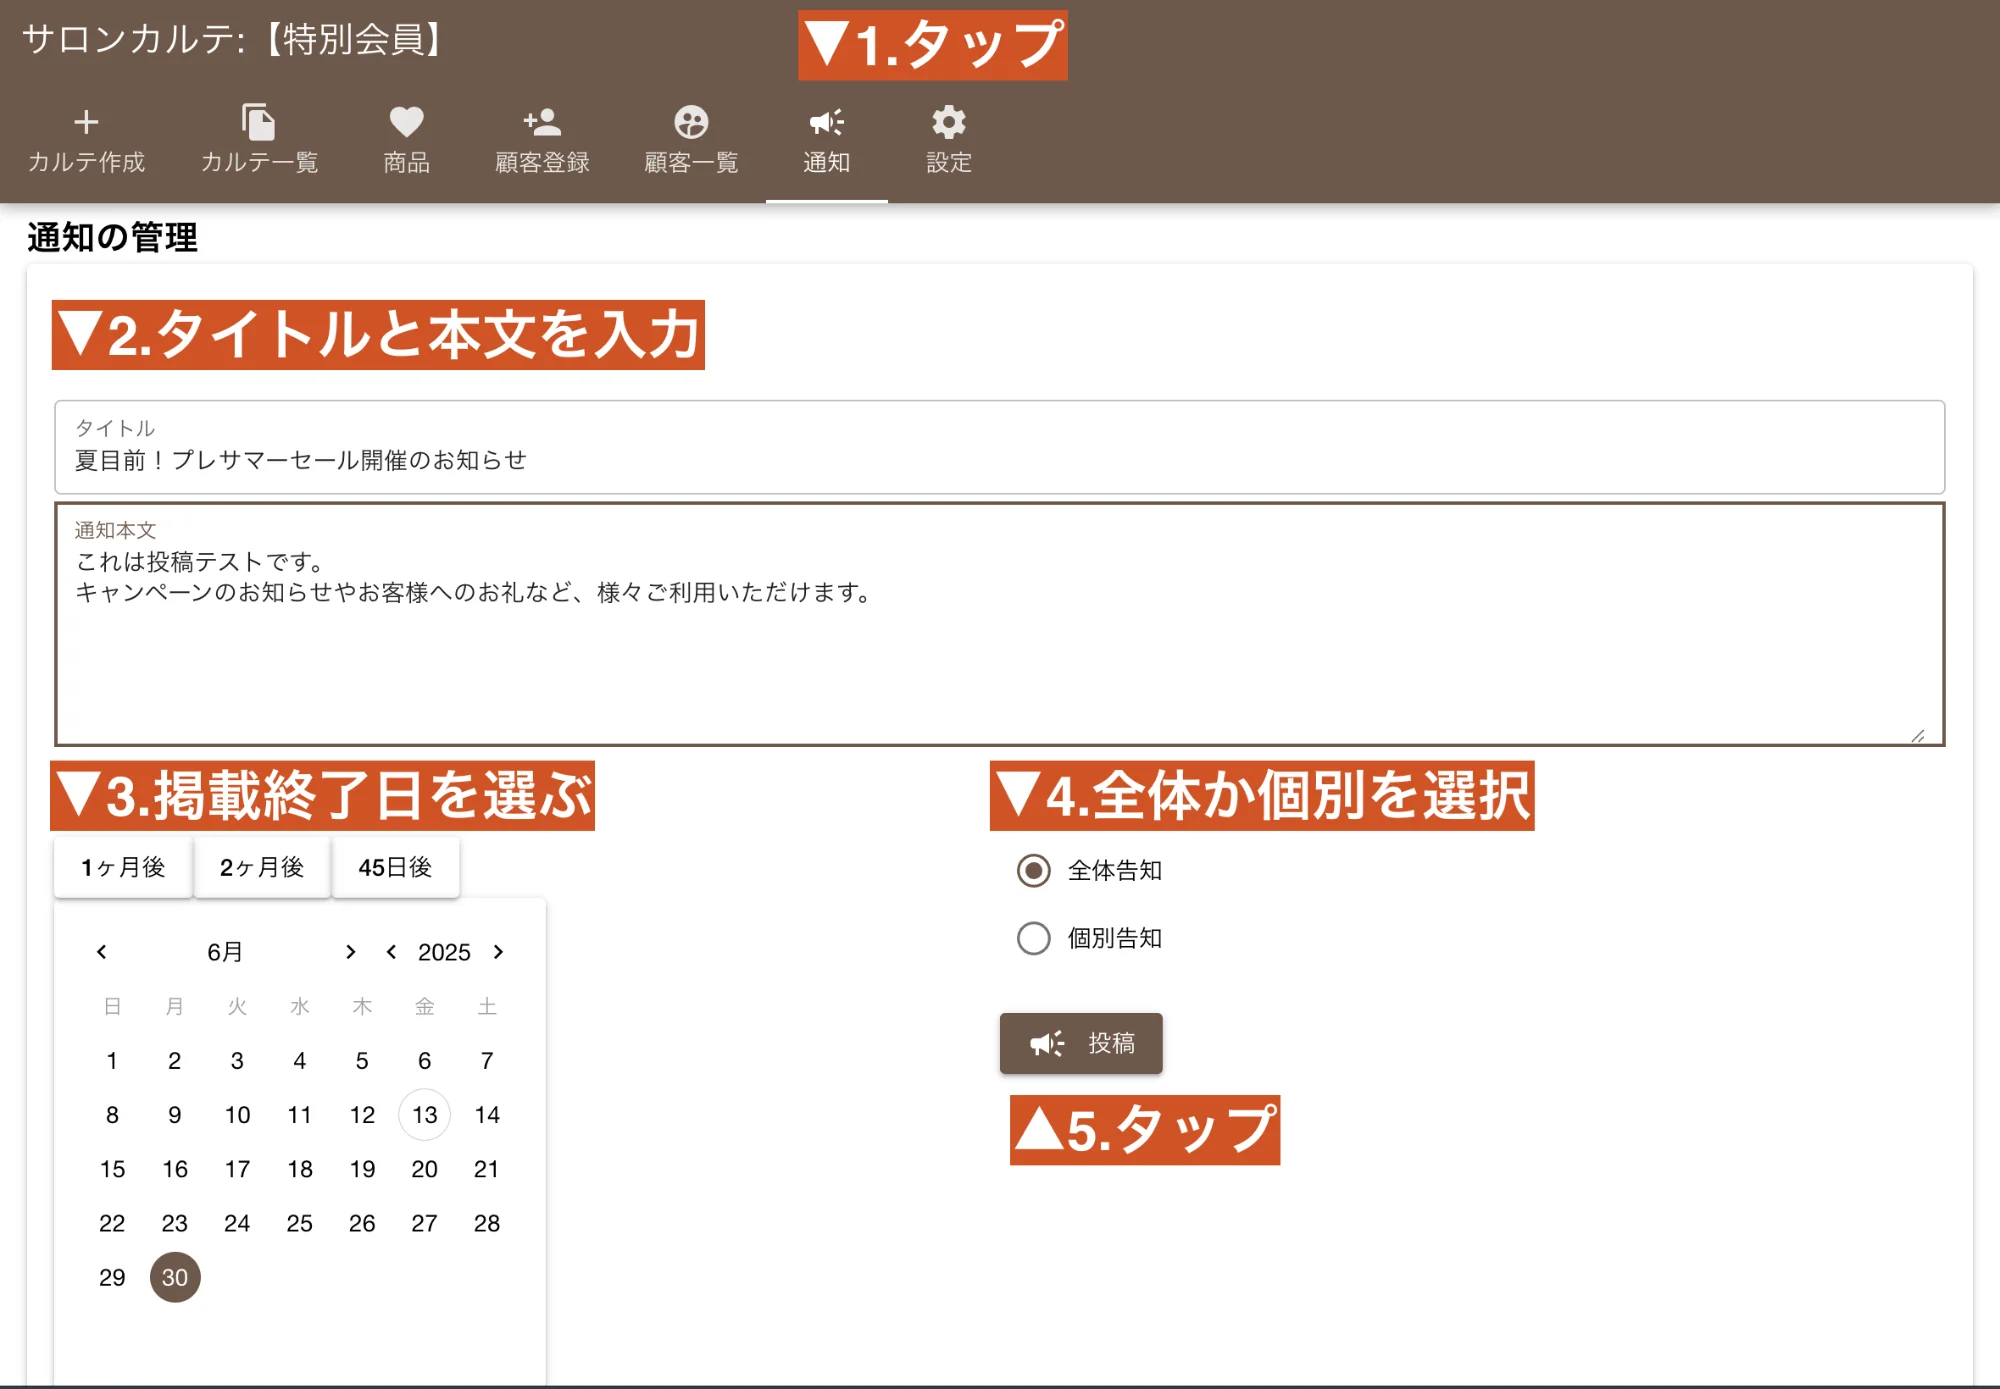 サロンカルテ:【特別会員】
▼1.タップ
カルテ作成 カルテ一覧 商品 顧客登録 顧客一覧 通知 設定
通知の管理
▼2.タイトルと本文を入力
タイトル
夏目前！プレサマーセール開催のお知らせ
通知本文
これは投稿テストです。
キャンペーンのお知らせやお客様へのお礼など、様々ご利用いただけます。
▼3.掲載終了日を選ぶ
1ヶ月後 2ヶ月後 45日後
6月 2025
日 月 火 水 木 金 土
1 2 3 4 5 6 7
8 9 10 11 12 13 14
15 16 17 18 19 20 21
22 23 24 25 26 27 28
29 30
▼4.全体か個別を選択
全体告知
個別告知
投稿
▲5.タップ